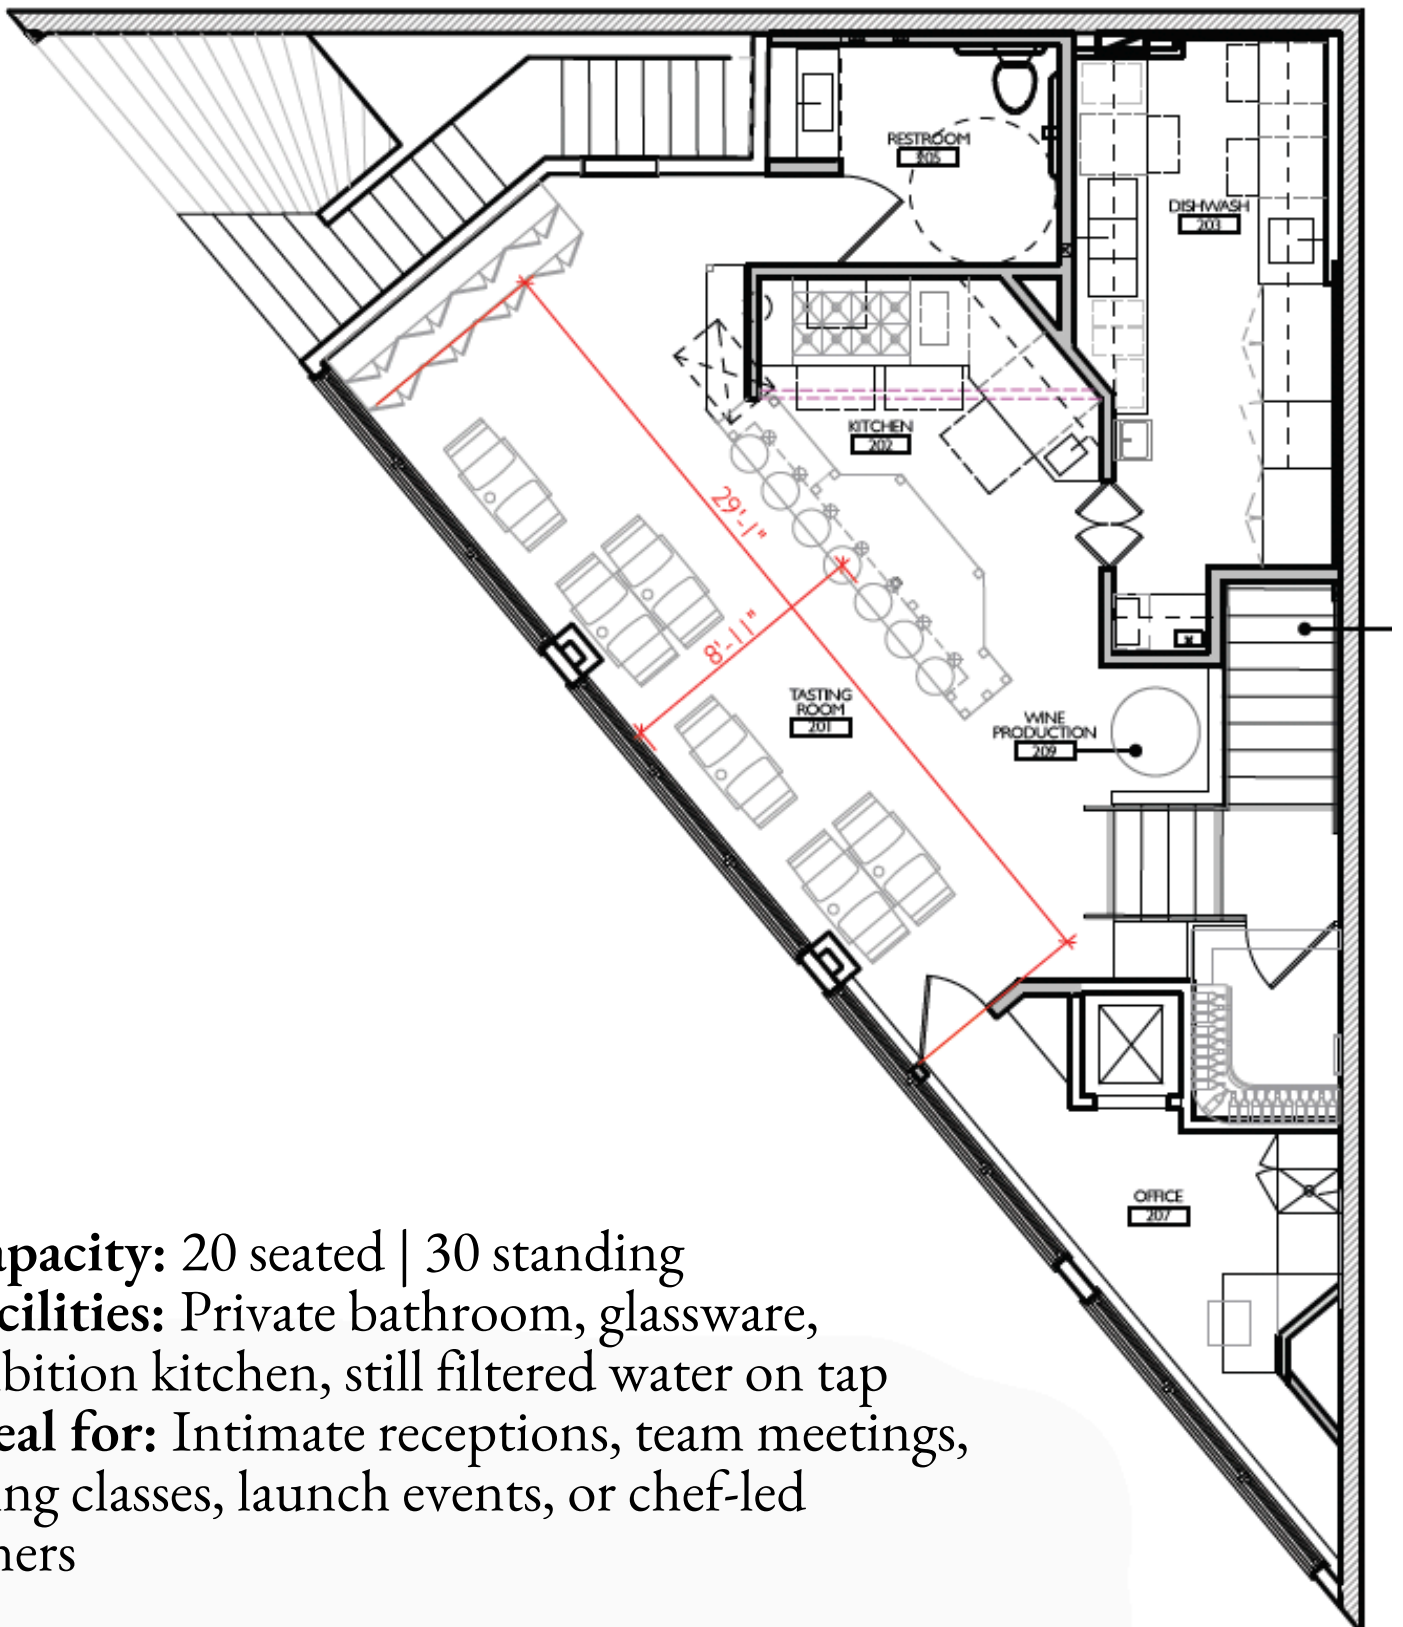 RESTROOM
205
DISHWASH
203
KITCHEN
202
29'-1"
8'-11"
TASTING
ROOM
201
WINE
PRODUCTION
209
OFFICE
207
apacity: 20 seated | 30 standing
cilities: Private bathroom, glassware,
bition kitchen, still filtered water on tap
eal for: Intimate receptions, team meetings,
ng classes, launch events, or chef-led
ners